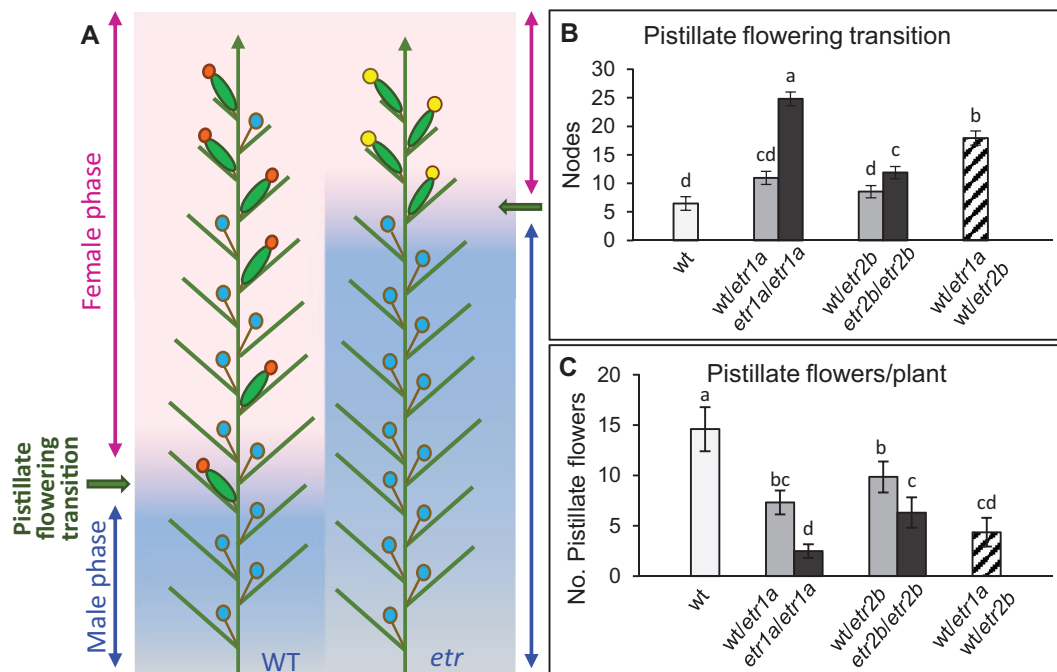 A
Female phase
Pistillate
flowering
transition
Male phase
WT
etr
B
Pistillate flowering transition
Nodes
30
25
20
15
10
5
0
d
cd
a
d
c
b
wt
wt/etr1a
etr1a/etr1a
wt/etr2b
etr2b/etr2b
wt/etr1a
wt/etr2b
C
Pistillate flowers/plant
No. Pistillate flowers
20
15
10
5
0
a
bc
d
b
c
cd
wt
wt/etr1a
etr1a/etr1a
wt/etr2b
etr2b/etr2b
wt/etr1a
wt/etr2b